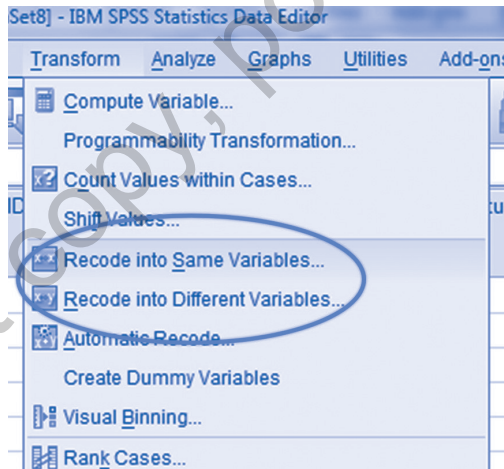 Set8] - IBM SPSS Statistics Data Editor
Transform Analyze Graphs Utilities Add-ons
Compute Variable...
Programmability Transformation...
x? Count Values within Cases...
Shift Values...
x→x Recode into Same Variables...
x→y Recode into Different Variables...
Automatic Recode...
Create Dummy Variables
Visual Binning...
Rank Cases...
copy,